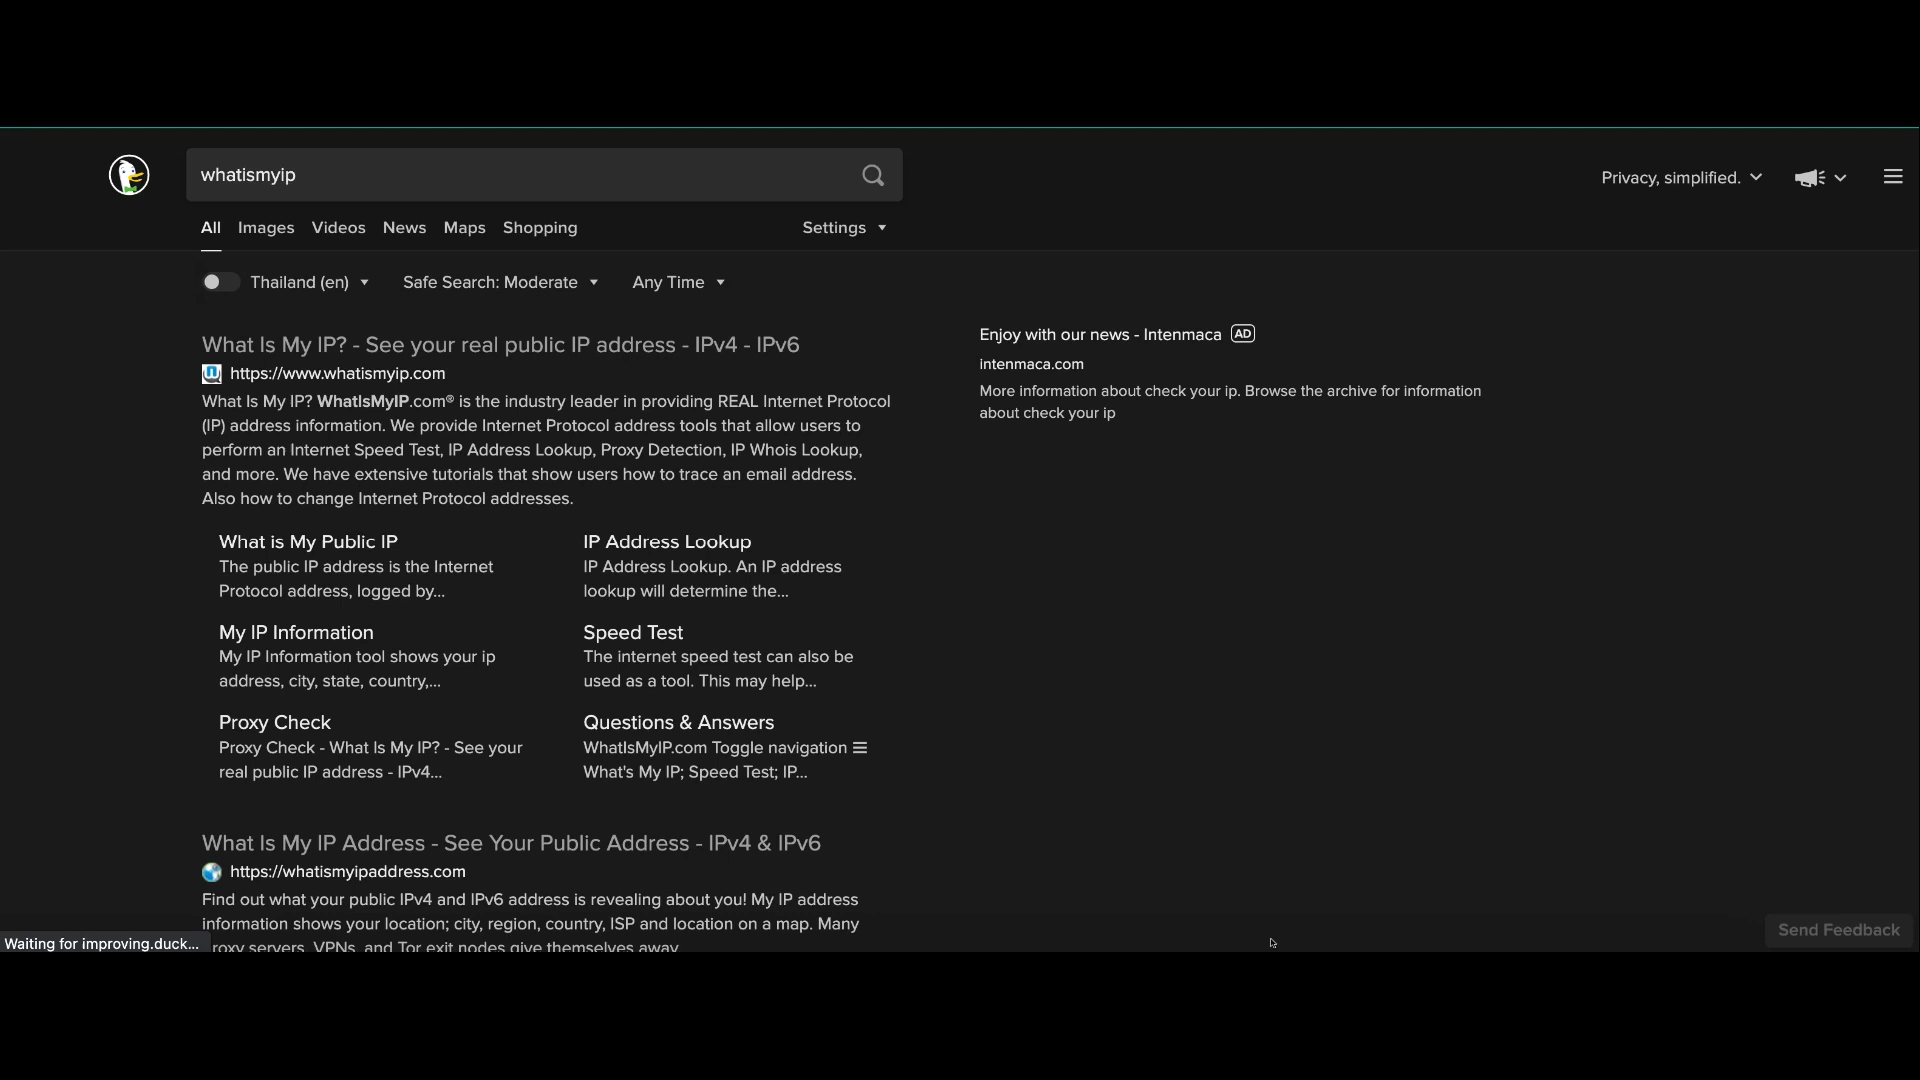 whatismyip
Privacy, simplified.
All Images Videos News Maps Shopping Settings
Thailand (en) Safe Search: Moderate Any Time
What Is My IP? - See your real public IP address - IPv4 - IPv6
https://www.whatismyip.com
What Is My IP? WhatIsMyIP.com® is the industry leader in providing REAL Internet Protocol
(IP) address information. We provide Internet Protocol address tools that allow users to
perform an Internet Speed Test, IP Address Lookup, Proxy Detection, IP Whois Lookup,
and more. We have extensive tutorials that show users how to trace an email address.
Also how to change Internet Protocol addresses.
What is My Public IP
The public IP address is the Internet
Protocol address, logged by...
IP Address Lookup
IP Address Lookup. An IP address
lookup will determine the...
My IP Information
My IP Information tool shows your ip
address, city, state, country,...
Speed Test
The internet speed test can also be
used as a tool. This may help...
Proxy Check
Proxy Check - What Is My IP? - See your
real public IP address - IPv4...
Questions & Answers
WhatIsMyIP.com Toggle navigation ☰
What's My IP; Speed Test; IP...
What Is My IP Address - See Your Public Address - IPv4 & IPv6
https://whatismyipaddress.com
Find out what your public IPv4 and IPv6 address is revealing about you! My IP address
information shows your location; city, region, country, ISP and location on a map. Many
roxy servers, VPNs, and Tor exit nodes give themselves away.
Enjoy with our news - Intenmaca AD
intenmaca.com
More information about check your ip. Browse the archive for information
about check your ip
Waiting for improving.duck...
Send Feedback